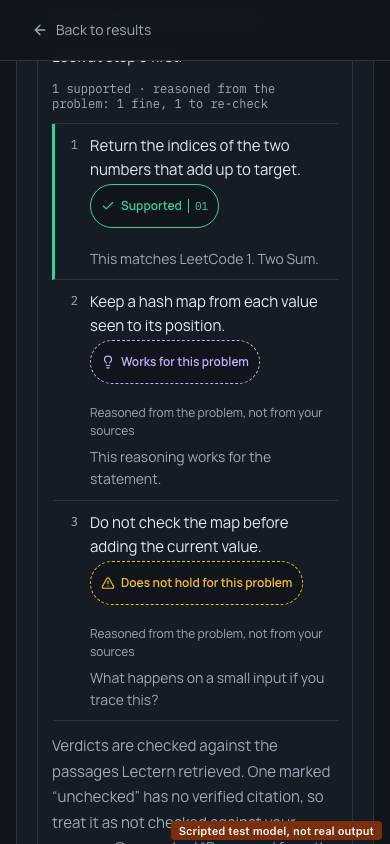 Back to results
1 supported · reasoned from the
problem: 1 fine, 1 to re-check
1 Return the indices of the two
numbers that add up to target.
Supported | 01
This matches LeetCode 1. Two Sum.
2 Keep a hash map from each value
seen to its position.
Works for this problem
Reasoned from the problem, not from your
sources
This reasoning works for the
statement.
3 Do not check the map before
adding the current value.
Does not hold for this problem
Reasoned from the problem, not from your
sources
What happens on a small input if you
trace this?
Verdicts are checked against the
passages Lectern retrieved. One marked
“unchecked” has no verified citation, so
treat it as not checked against your
Scripted test model, not real output